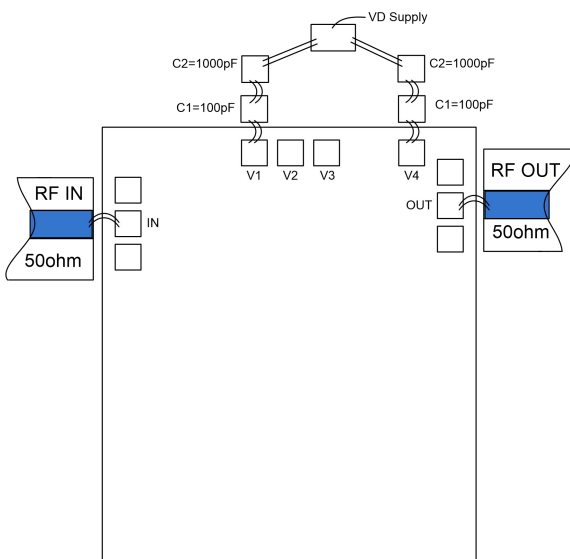 VD Supply
C2=1000pF
C2=1000pF
C1=100pF
C1=100pF
V1
V2
V3
V4
RF IN
IN
50ohm
RF OUT
OUT
50ohm